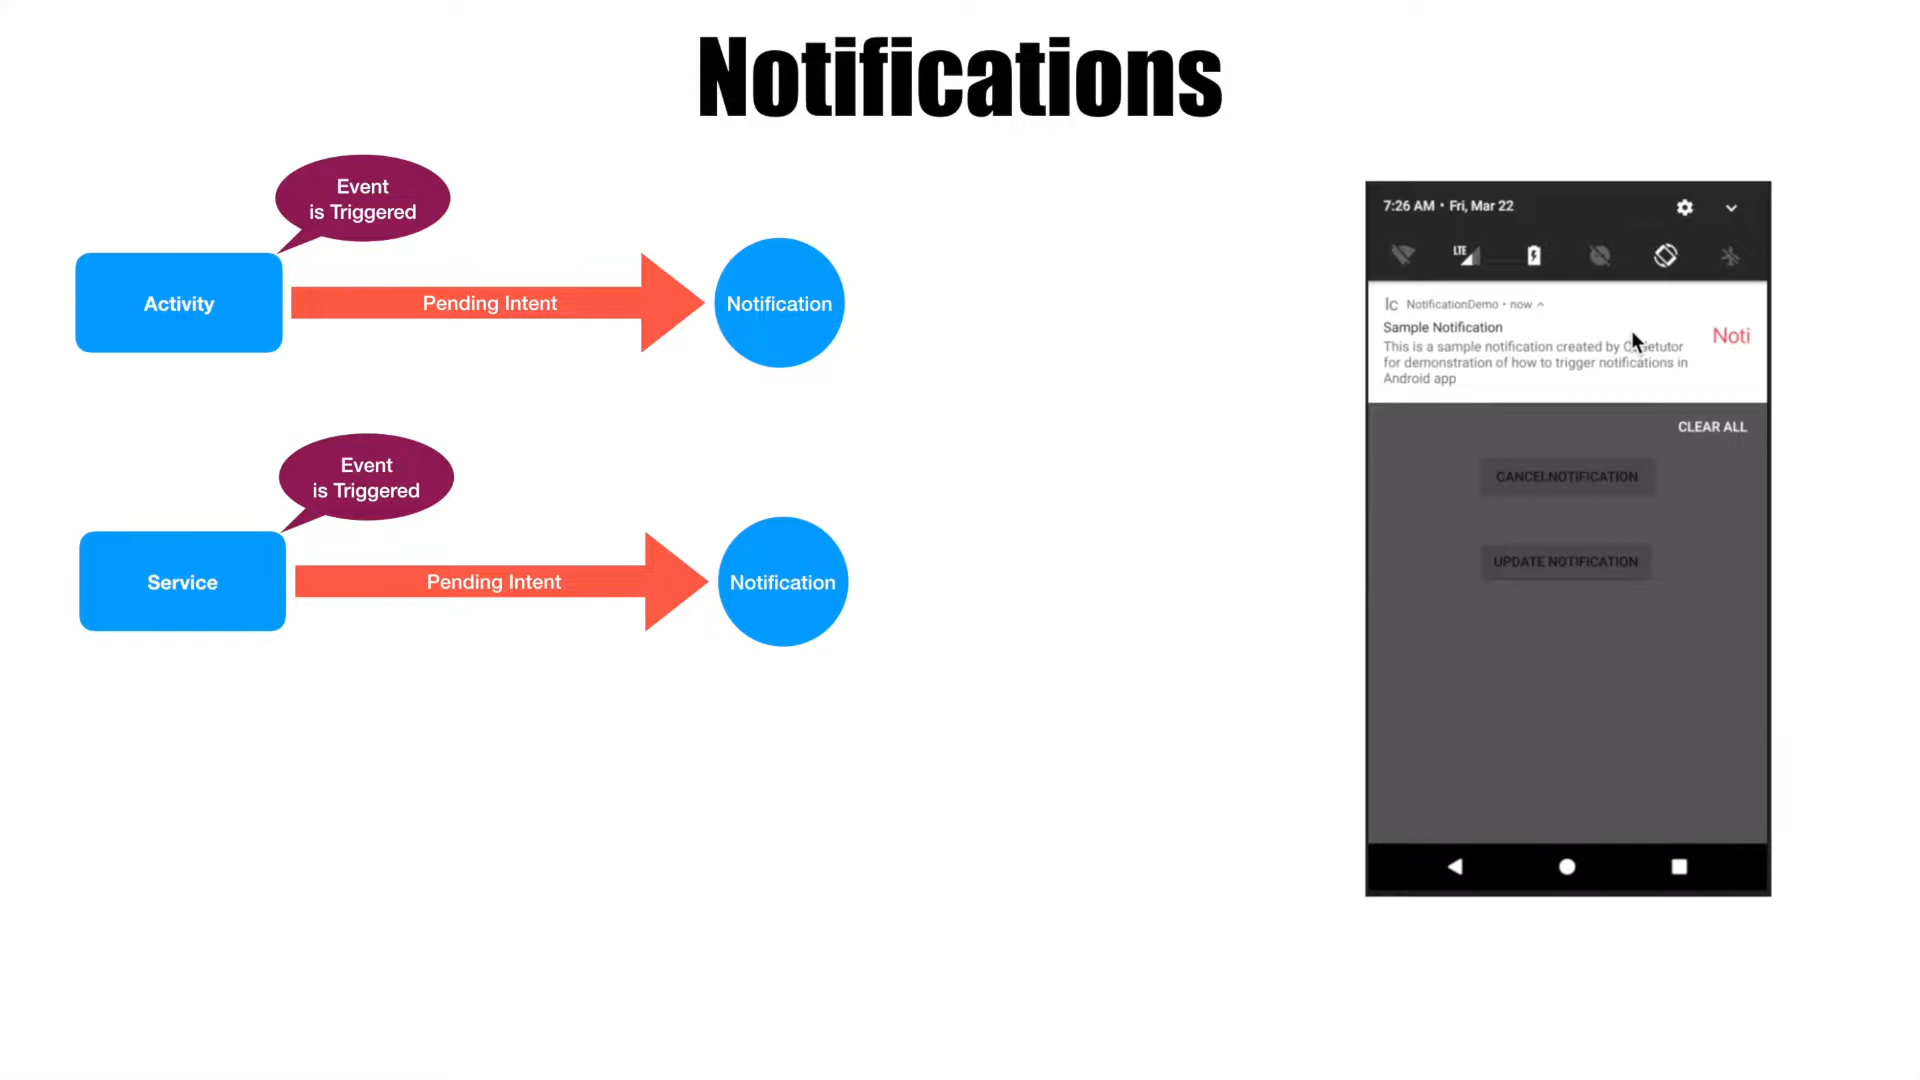 Notifications
Event
is Triggered
Activity
Pending Intent
Notification
Event
is Triggered
Service
Pending Intent
Notification
7:26 AM • Fri, Mar 22
LTE
Ic NotificationDemo • now
Sample Notification
Noti
This is a sample notification created by
for demonstration of how to trigger notifications in
Android app
CLEAR ALL
CANCELNOTIFICATION
UPDATE NOTIFICATION